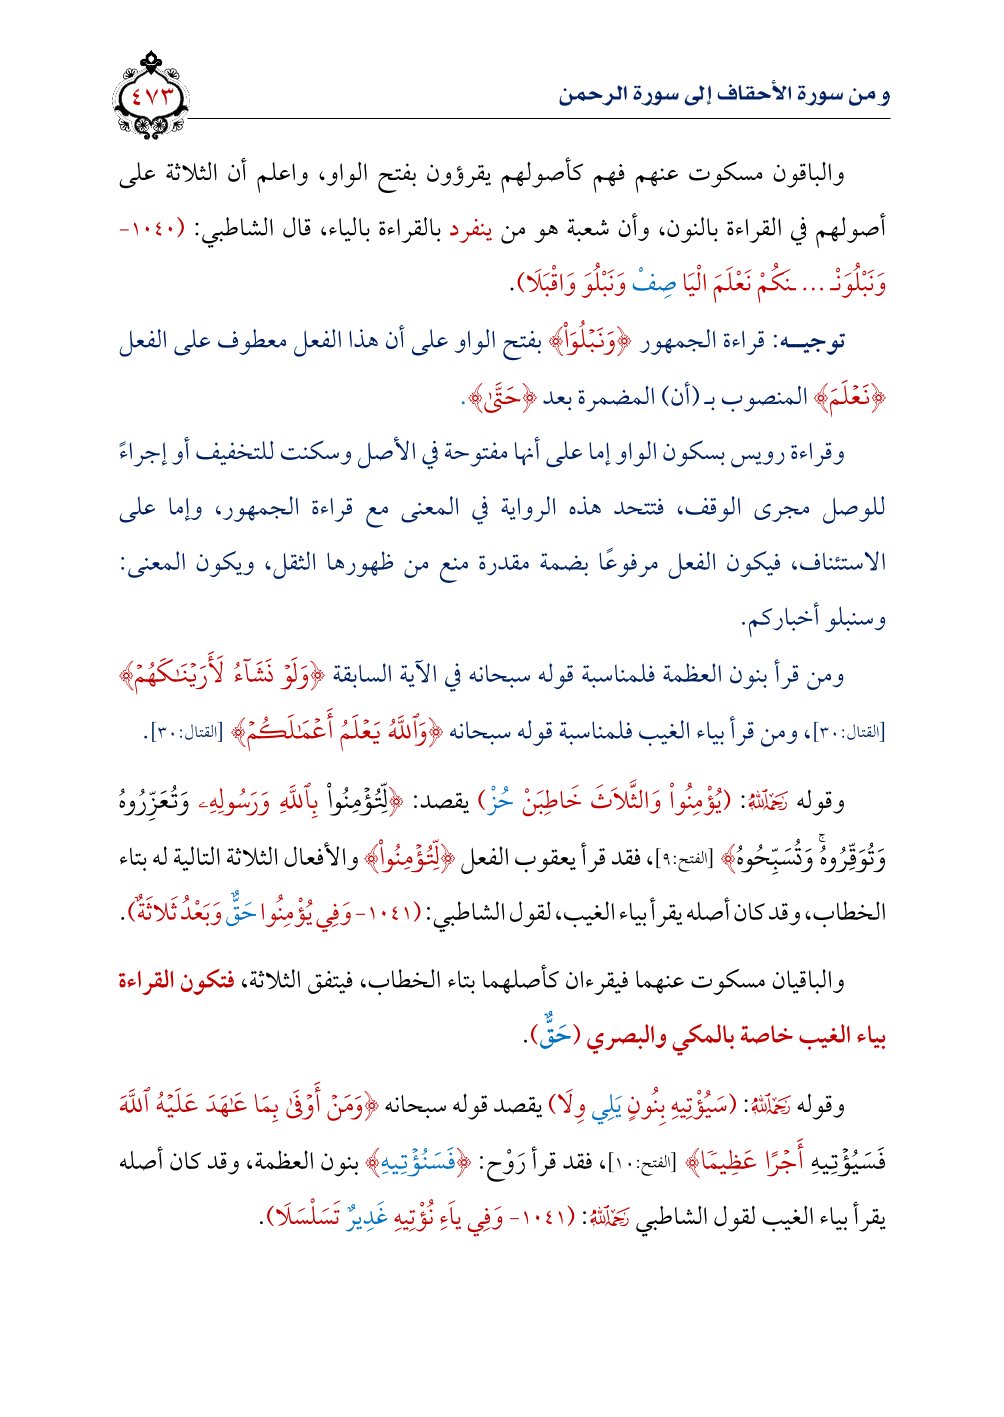 ومن سورة الأحقاف إلى سورة الرحمن
٤٧٣
والباقون مسكوت عنهم فهم كأصولهم يقرؤون بفتح الواو، واعلم أن الثلاثة على
أصولهم في القراءة بالنون، وأن شعبة هو من ينفرد بالقراءة بالياء، قال الشاطبي: (١٠٤٠-
وَنَبْلُوَنْـ ... ـنَكُمْ نَعْلَمَ الْيَا صِفْ وَنَبْلُوَ وَاقْبَلَا).
توجيـــه: قراءة الجمهور ﴿وَنَبْلُوَاْ﴾ بفتح الواو على أن هذا الفعل معطوف على الفعل
﴿نَعْلَمَ﴾ المنصوب بـ (أن) المضمرة بعد ﴿حَتَّىٰ﴾.
وقراءة رويس بسكون الواو إما على أنها مفتوحة في الأصل وسكنت للتخفيف أو إجراءً
للوصل مجرى الوقف، فتتحد هذه الرواية في المعنى مع قراءة الجمهور، وإما على
الاستئناف، فيكون الفعل مرفوعًا بضمة مقدرة منع من ظهورها الثقل، ويكون المعنى:
وسنبلو أخباركم.
ومن قرأ بنون العظمة فلمناسبة قوله سبحانه في الآية السابقة ﴿وَلَوْ نَشَآءُ لَأَرَيْنَٰكَهُمْ﴾
[القتال:٣٠]، ومن قرأ بياء الغيب فلمناسبة قوله سبحانه ﴿وَٱللَّهُ يَعْلَمُ أَعْمَٰلَكُمْ﴾ [القتال:٣٠].
وقوله رَحِمَهُ ٱللَّهُ: (يُؤْمِنُواْ وَالثَّلَاثَ خَاطِبَنْ حُزْ) يقصد: ﴿لِّتُؤْمِنُواْ بِٱللَّهِ وَرَسُولِهِۦ وَتُعَزِّرُوهُ
وَتُوَقِّرُوهُۚ وَتُسَبِّحُوهُ﴾ [الفتح:٩]، فقد قرأ يعقوب الفعل ﴿لِّتُؤْمِنُواْ﴾ والأفعال الثلاثة التالية له بتاء
الخطاب، وقد كان أصله يقرأ بياء الغيب، لقول الشاطبي: (١٠٤١- وَفِي يُؤْمِنُوا حَقٌّ وَبَعْدُ ثَلَاثَةٌ).
والباقيان مسكوت عنهما فيقرءان كأصلهما بتاء الخطاب، فيتفق الثلاثة، فتكون القراءة
بياء الغيب خاصة بالمكي والبصري (حَقٌّ).
وقوله رَحِمَهُ ٱللَّهُ: (سَيُؤْتِيهِ بِنُونٍ يَلِي وِلَا) يقصد قوله سبحانه ﴿وَمَنْ أَوْفَىٰ بِمَا عَٰهَدَ عَلَيْهُ ٱللَّهَ
فَسَيُؤْتِيهِ أَجْرًا عَظِيمًا﴾ [الفتح:١٠]، فقد قرأ رَوْح: ﴿فَسَنُؤْتِيهِ﴾ بنون العظمة، وقد كان أصله
يقرأ بياء الغيب لقول الشاطبي رَحِمَهُ ٱللَّهُ: (١٠٤١- وَفِي يَاءِ نُؤْتِيهِ غَدِيرٌ تَسَلْسَلَا).